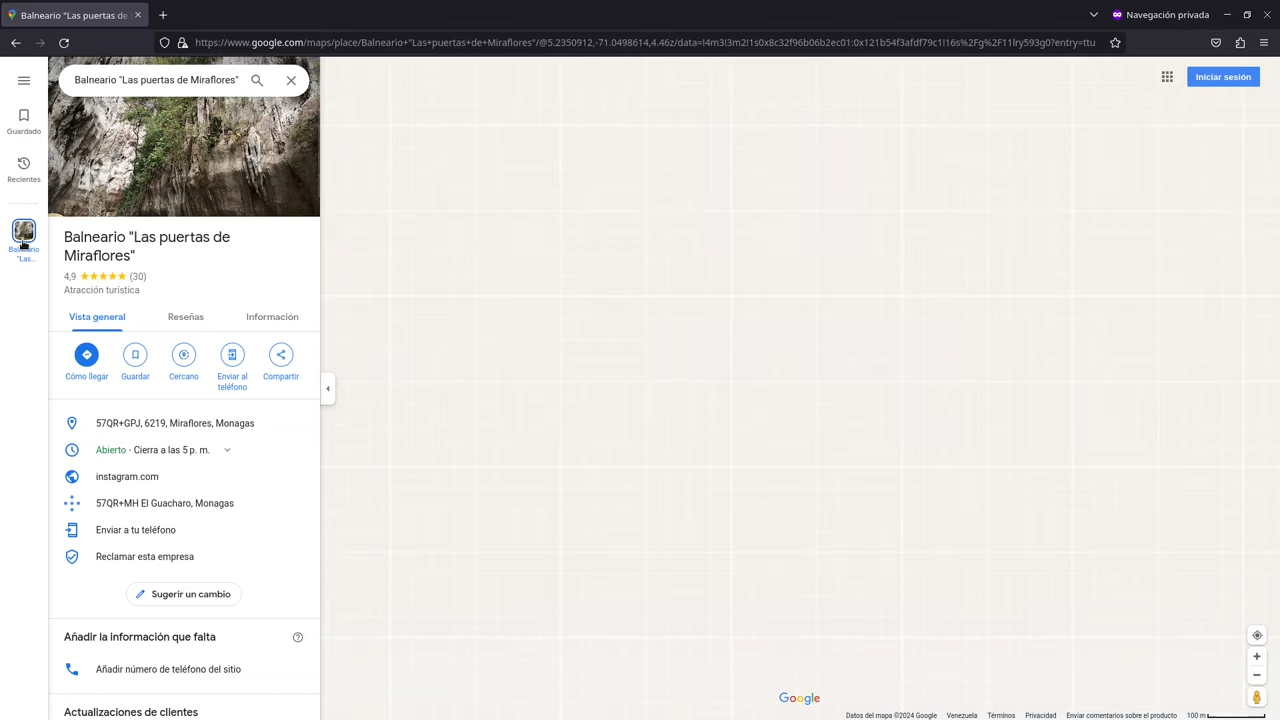 Balneario "Las puertas de
Navegación privada
https://www.google.com/maps/place/Balneario+"Las+puertas+de+Miraflores"/@5.2350912,-71.0498614,4.46z/data=!4m3!3m2!1s0x8c32f96b06b2ec01:0x121b54f3afdf79c1!16s%2Fg%2F11lry593g0?entry=ttu
Balneario "Las puertas de Miraflores"
Iniciar sesión
Guardado
Recientes
Balneario
"Las...
Balneario "Las puertas de
Miraflores"
4,9 (30)
Atracción turística
Vista general
Reseñas
Información
Cómo llegar
Guardar
Cercano
Enviar al
teléfono
Compartir
57QR+GPJ, 6219, Miraflores, Monagas
Abierto · Cierra a las 5 p. m.
instagram.com
57QR+MH El Guacharo, Monagas
Enviar a tu teléfono
Reclamar esta empresa
Sugerir un cambio
Añadir la información que falta
Añadir número de teléfono del sitio
Actualizaciones de clientes
Google
Datos del mapa ©2024 Google Venezuela Términos Privacidad Enviar comentarios sobre el producto 100 m